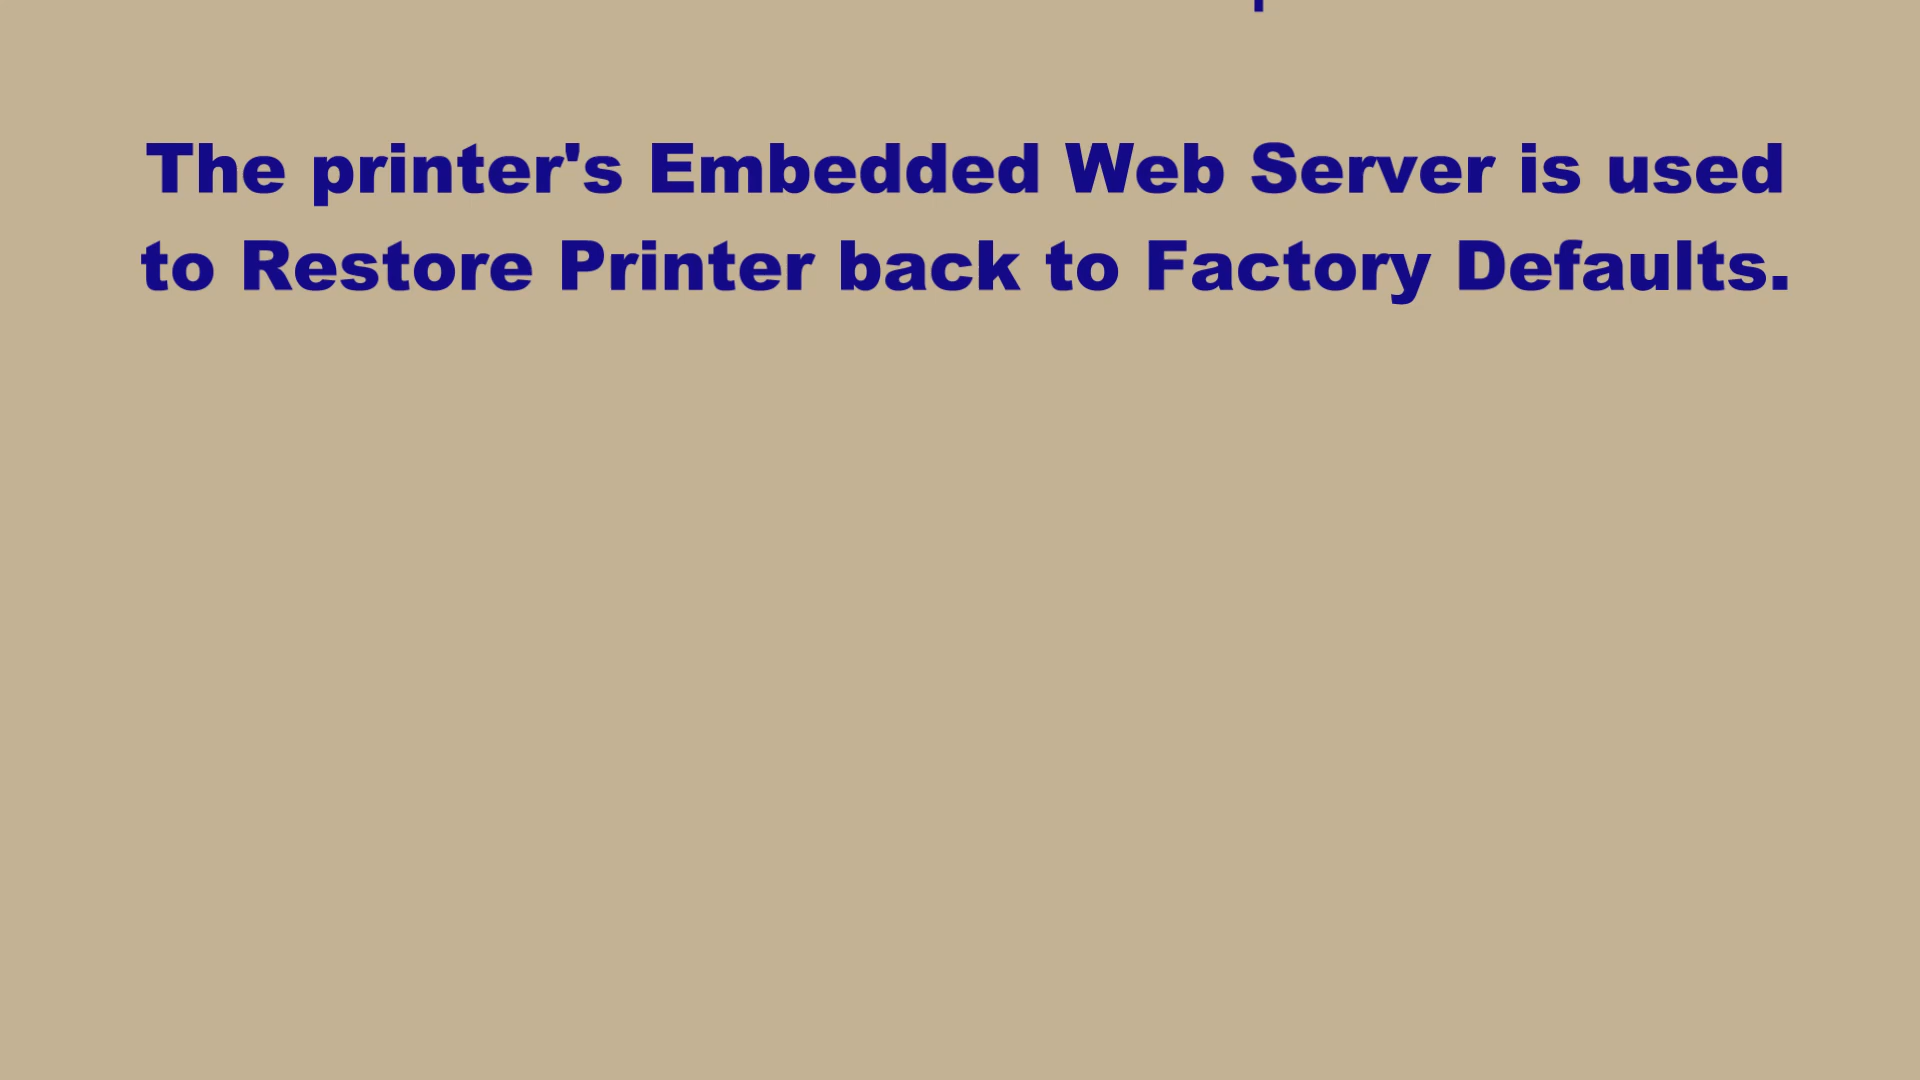 The printer's Embedded Web Server is used
to Restore Printer back to Factory Defaults.